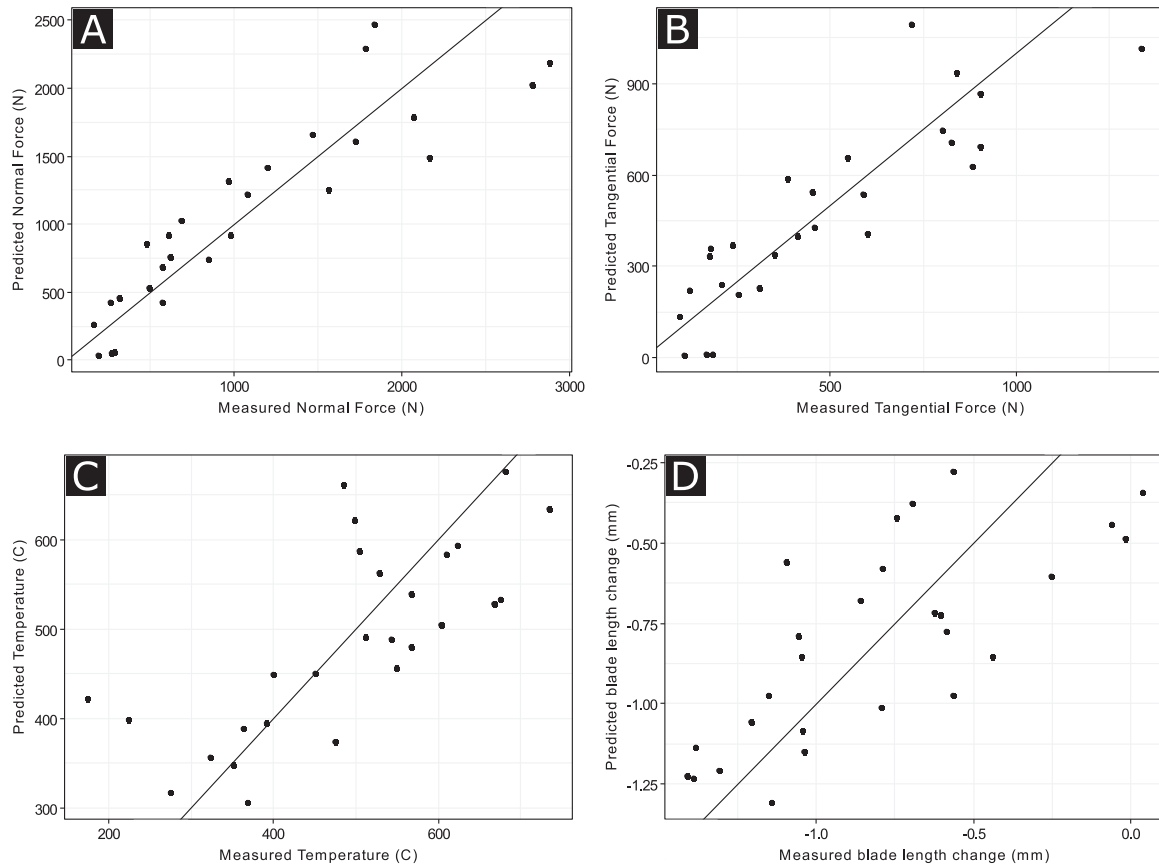 A
2500
2000
1500
1000
500
0
Predicted Normal Force (N)
1000
2000
3000
Measured Normal Force (N)
B
900
600
300
0
Predicted Tangential Force (N)
500
1000
Measured Tangential Force (N)
C
600
500
400
300
Predicted Temperature (C)
200
400
600
Measured Temperature (C)
D
-0.25
-0.50
-0.75
-1.00
-1.25
Predicted blade length change (mm)
-1.0
-0.5
0.0
Measured blade length change (mm)